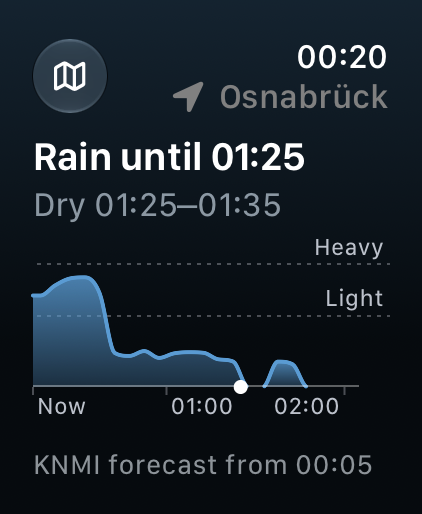 00:20
Osnabrück
Rain until 01:25
Dry 01:25–01:35
Heavy
Light
Now 01:00 02:00
KNMI forecast from 00:05